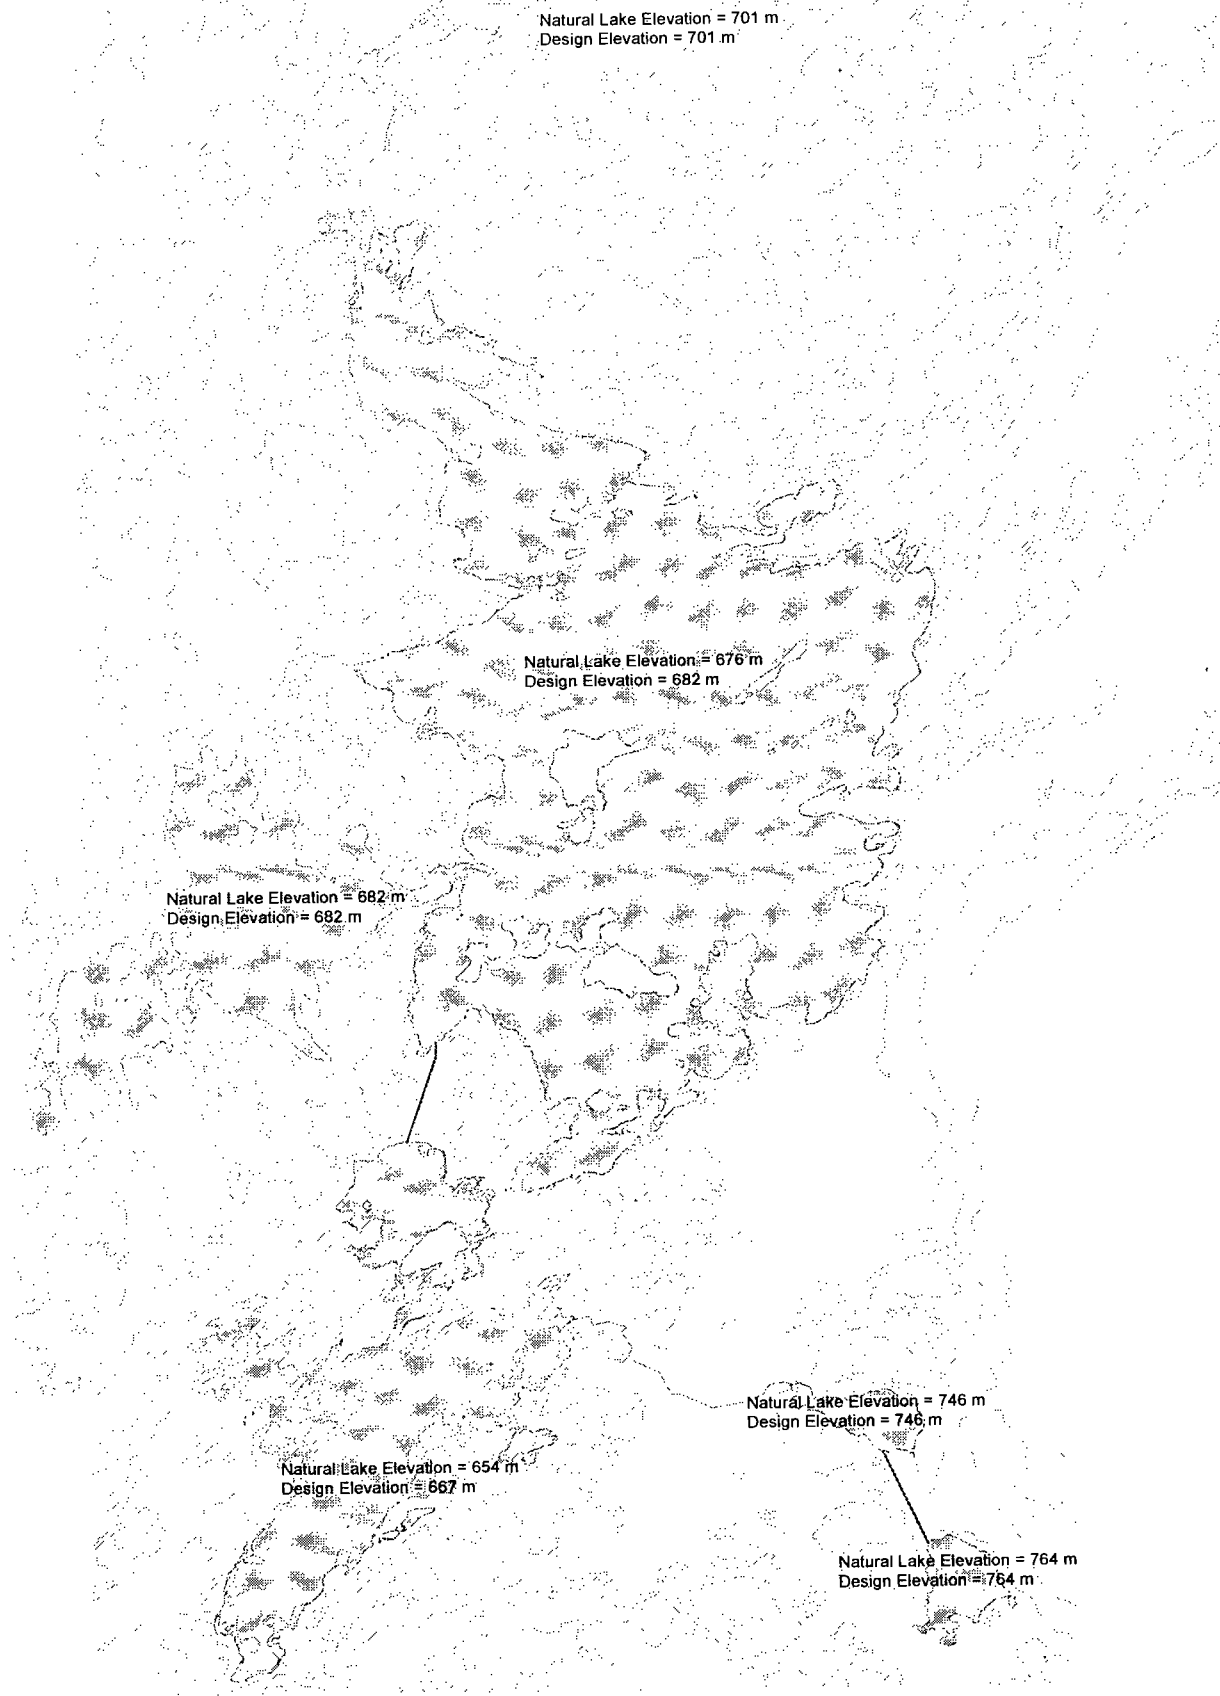 Natural Lake Elevation = 701 m
Design Elevation = 701 m
Natural Lake Elevation = 676 m
Design Elevation = 682 m
Natural Lake Elevation = 682 m
Design Elevation = 682 m
Natural Lake Elevation = 746 m
Design Elevation = 746 m
Natural Lake Elevation = 654 m
Design Elevation = 667 m
Natural Lake Elevation = 764 m
Design Elevation = 764 m